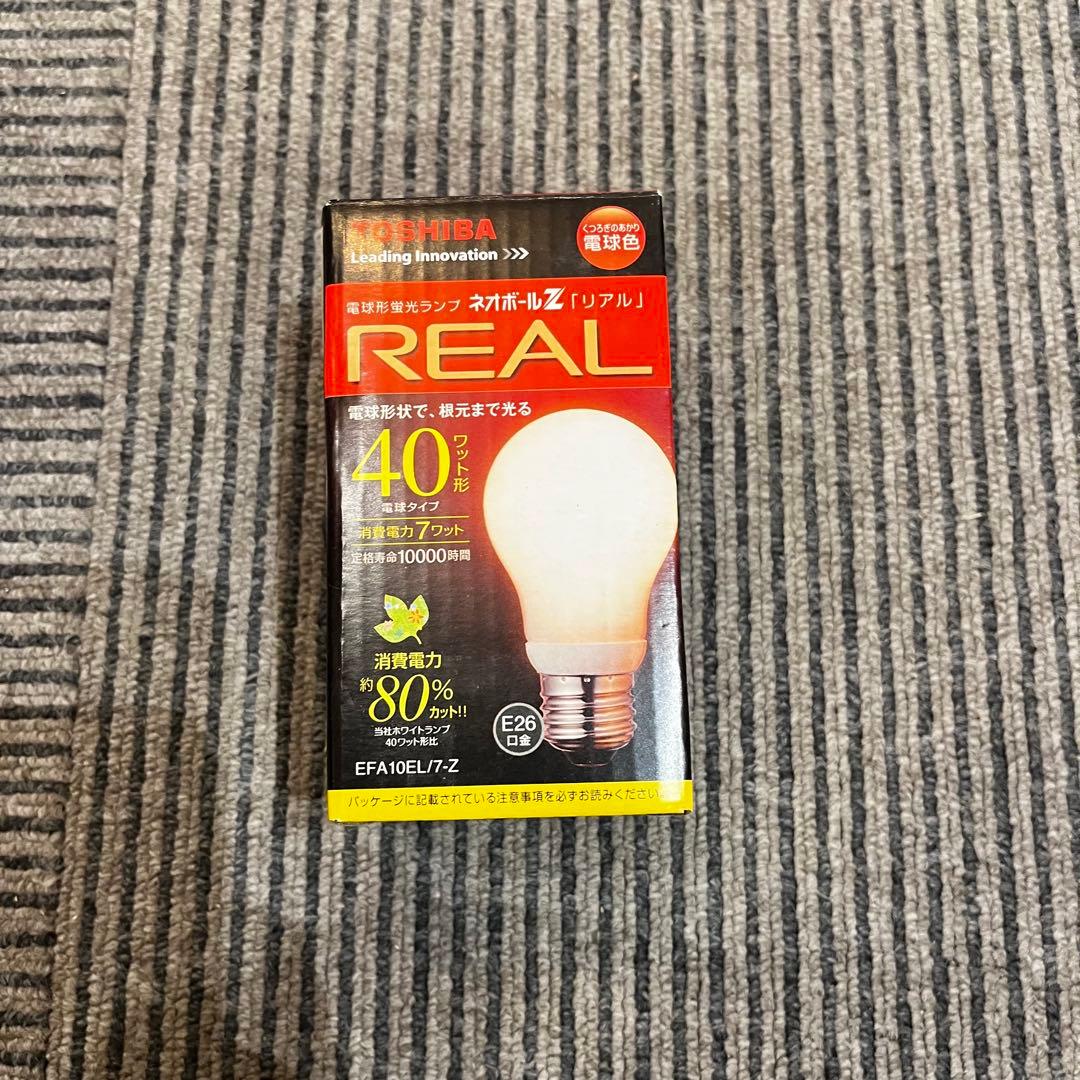 TOSHIBA
Leading Innovation >>>
くつろぎのあかり
電球色
電球形蛍光ランプ ネオボールZ「リアル」
REAL
電球形状で、根元まで光る
40ワット形
電球タイプ
消費電力7ワット
定格寿命10000時間
消費電力
約80%カット!!
当社ホワイトランプ
40ワット形比
E26
口金
EFA10EL/7-Z
パッケージに記載されている注意事項を必ずお読みください。